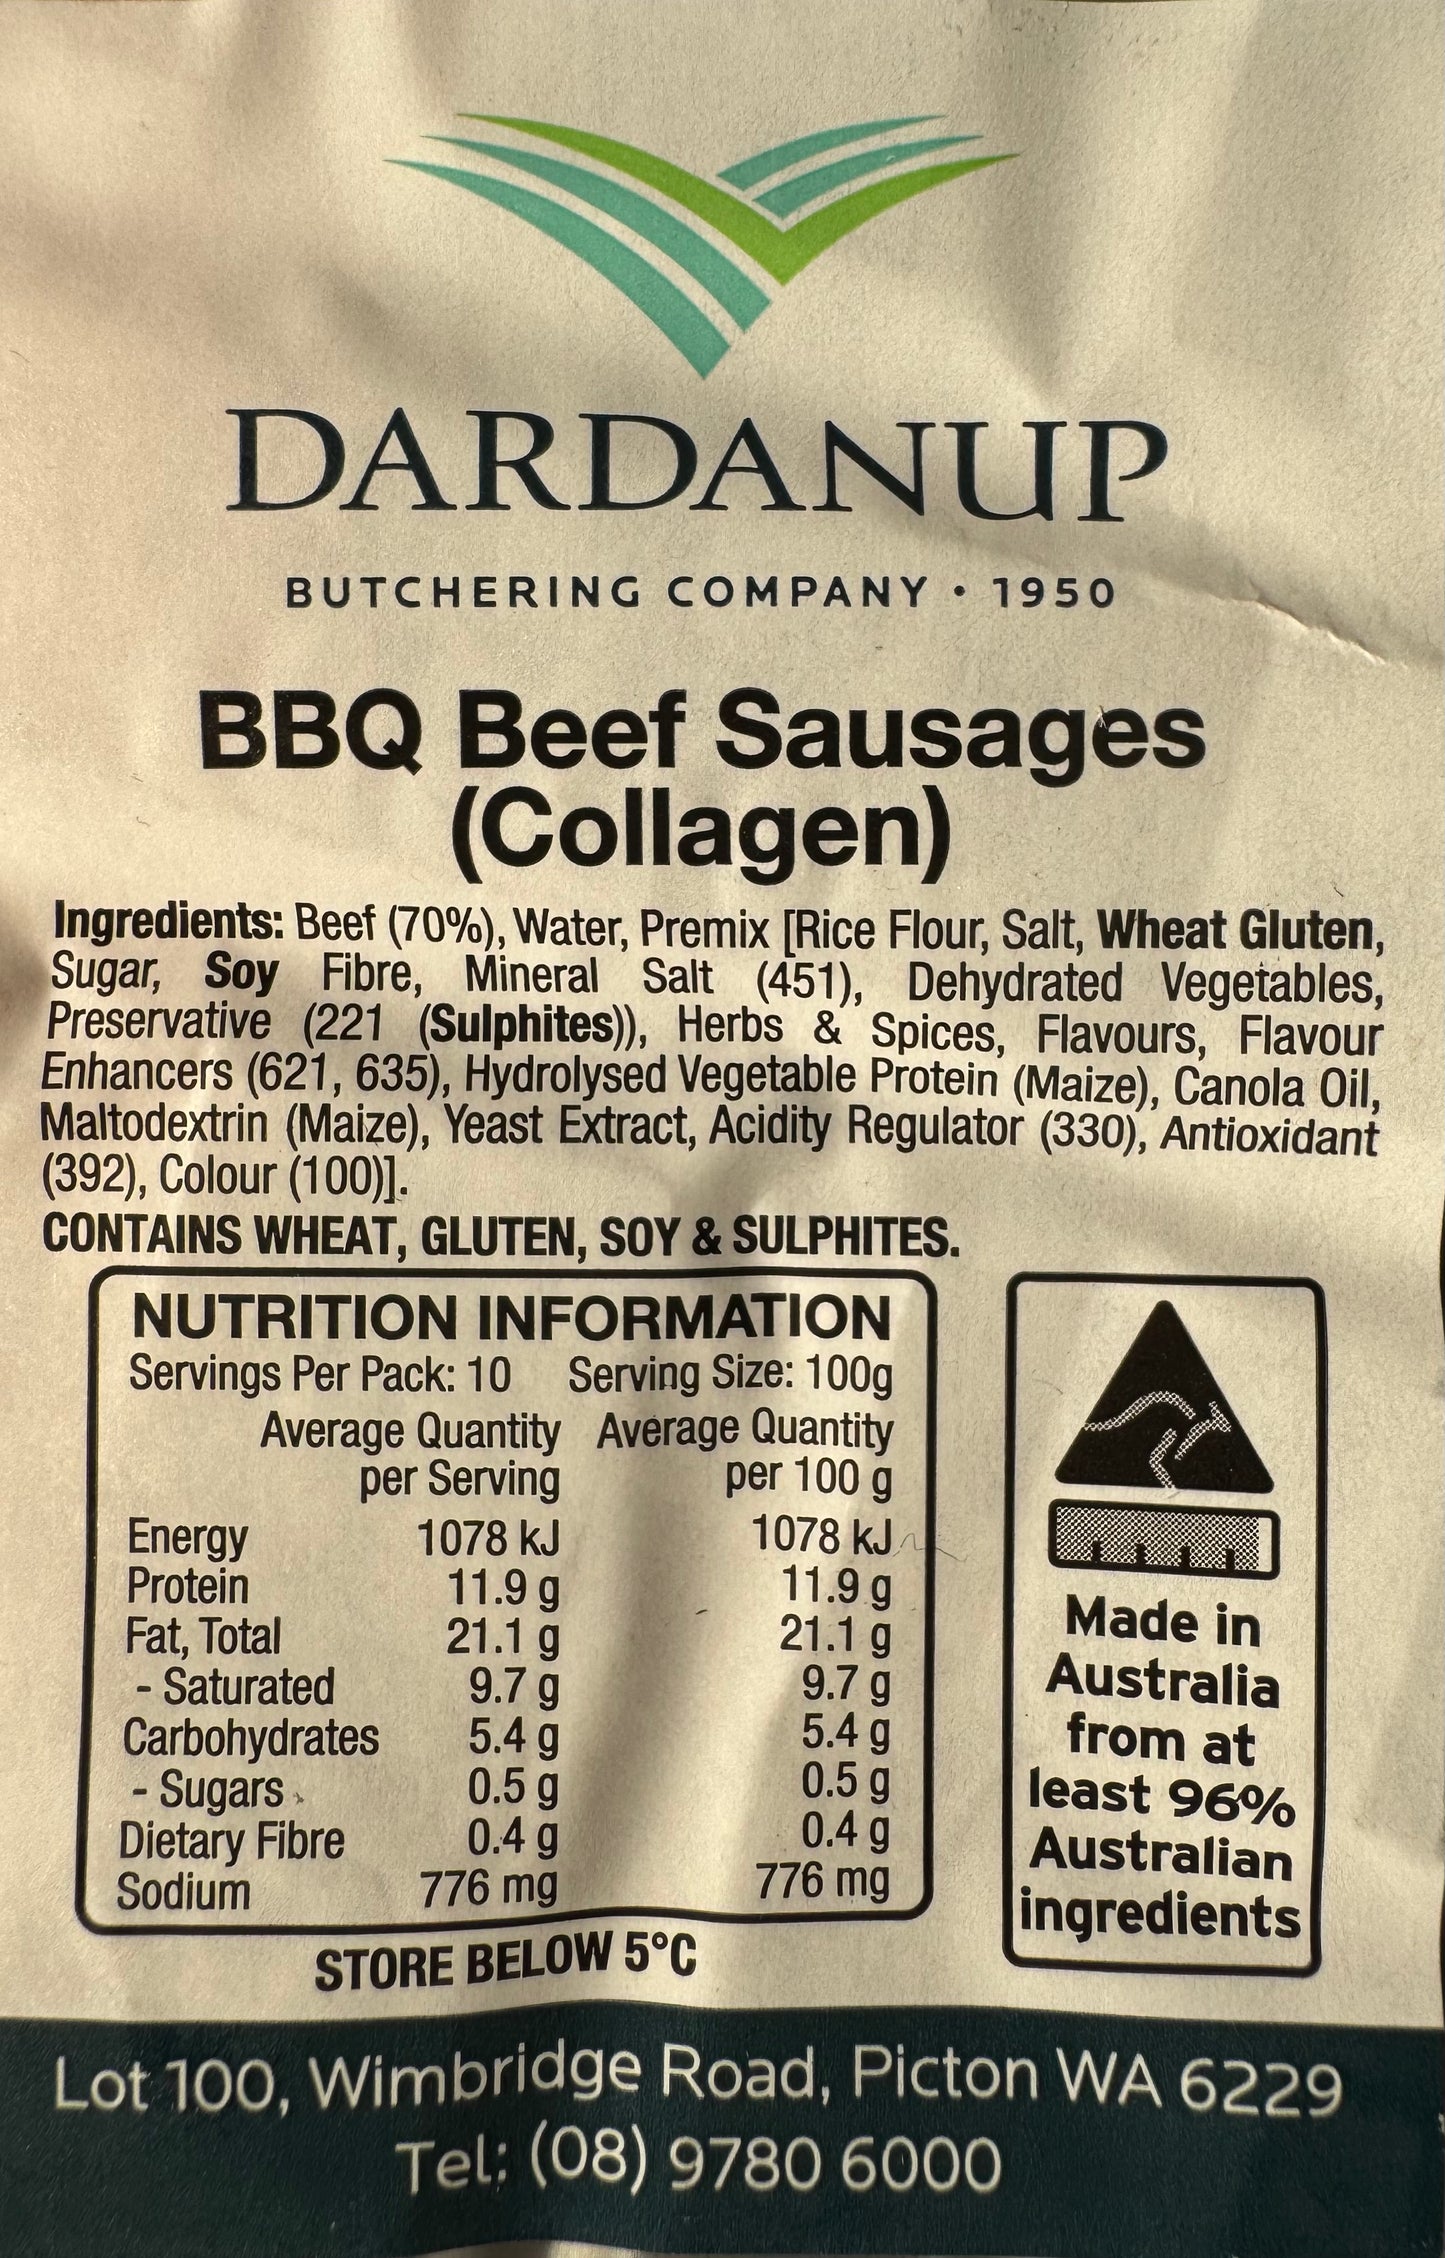 DARDANUP
BUTCHERING COMPANY • 1950
BBQ Beef Sausages
(Collagen)
Ingredients: Beef (70%), Water, Premix [Rice Flour, Salt, Wheat Gluten,
Sugar, Soy Fibre, Mineral Salt (451), Dehydrated Vegetables,
Preservative (221 (Sulphites)), Herbs & Spices, Flavours, Flavour
Enhancers (621, 635), Hydrolysed Vegetable Protein (Maize), Canola Oil,
Maltodextrin (Maize), Yeast Extract, Acidity Regulator (330), Antioxidant
(392), Colour (100)].
CONTAINS WHEAT, GLUTEN, SOY & SULPHITES.
NUTRITION INFORMATION
Servings Per Pack: 10 Serving Size: 100g
Average Quantity Average Quantity
per Serving per 100 g
Energy 1078 kJ 1078 kJ
Protein 11.9 g 11.9 g
Fat, Total 21.1 g 21.1 g
- Saturated 9.7 g 9.7 g
Carbohydrates 5.4 g 5.4 g
- Sugars 0.5 g 0.5 g
Dietary Fibre 0.4 g 0.4 g
Sodium 776 mg 776 mg
STORE BELOW 5°C
Made in
Australia
from at
least 96%
Australian
ingredients
Lot 100, Wimbridge Road, Picton WA 6229
Tel: (08) 9780 6000